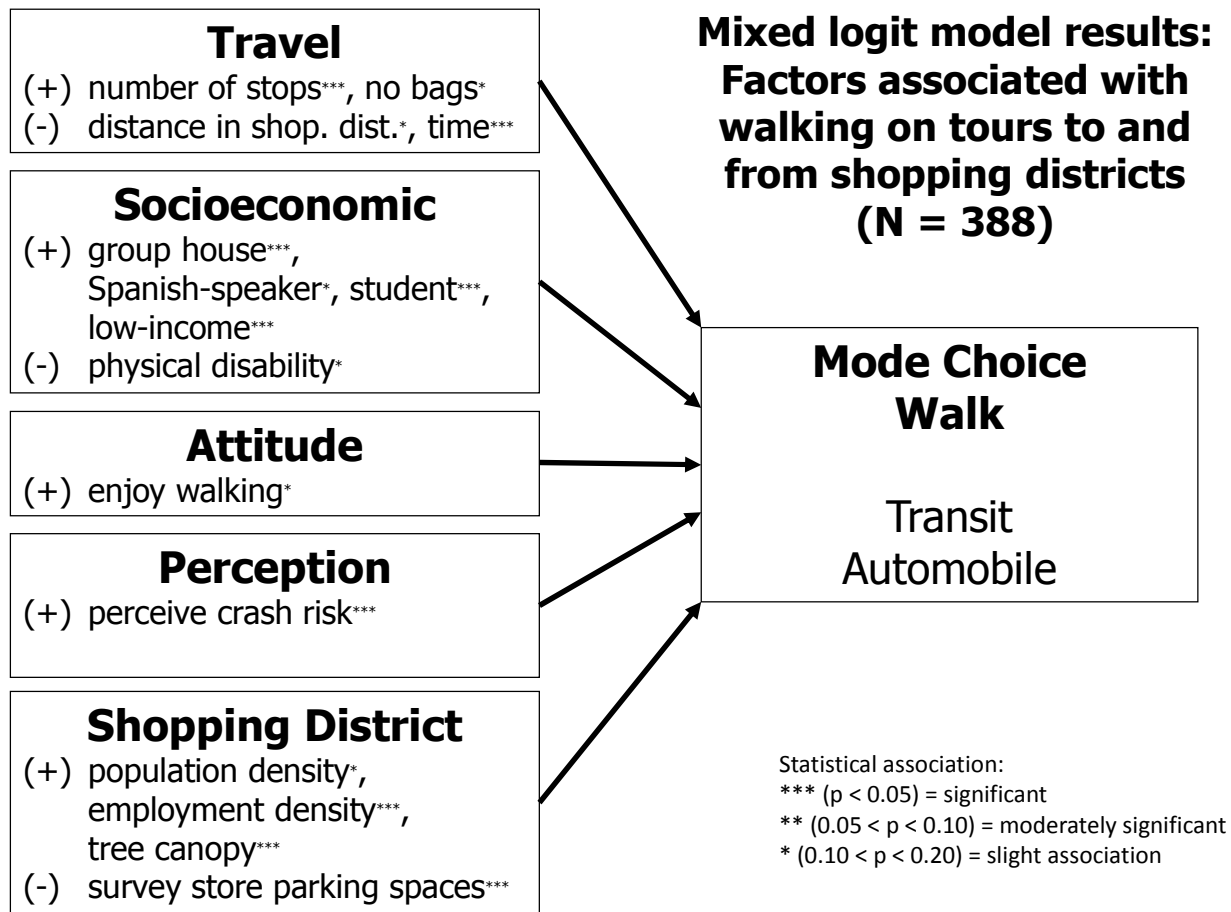 Travel
(+) number of stops***, no bags*
(-) distance in shop. dist.*, time***
Socioeconomic
(+) group house***,
Spanish-speaker*, student***,
low-income***
(-) physical disability*
Attitude
(+) enjoy walking*
Perception
(+) perceive crash risk***
Shopping District
(+) population density*,
employment density***,
tree canopy***
(-) survey store parking spaces***
Mixed logit model results:
Factors associated with
walking on tours to and
from shopping districts
(N = 388)
Mode Choice
Walk
Transit
Automobile
Statistical association:
*** (p < 0.05) = significant
** (0.05 < p < 0.10) = moderately significant
* (0.10 < p < 0.20) = slight association